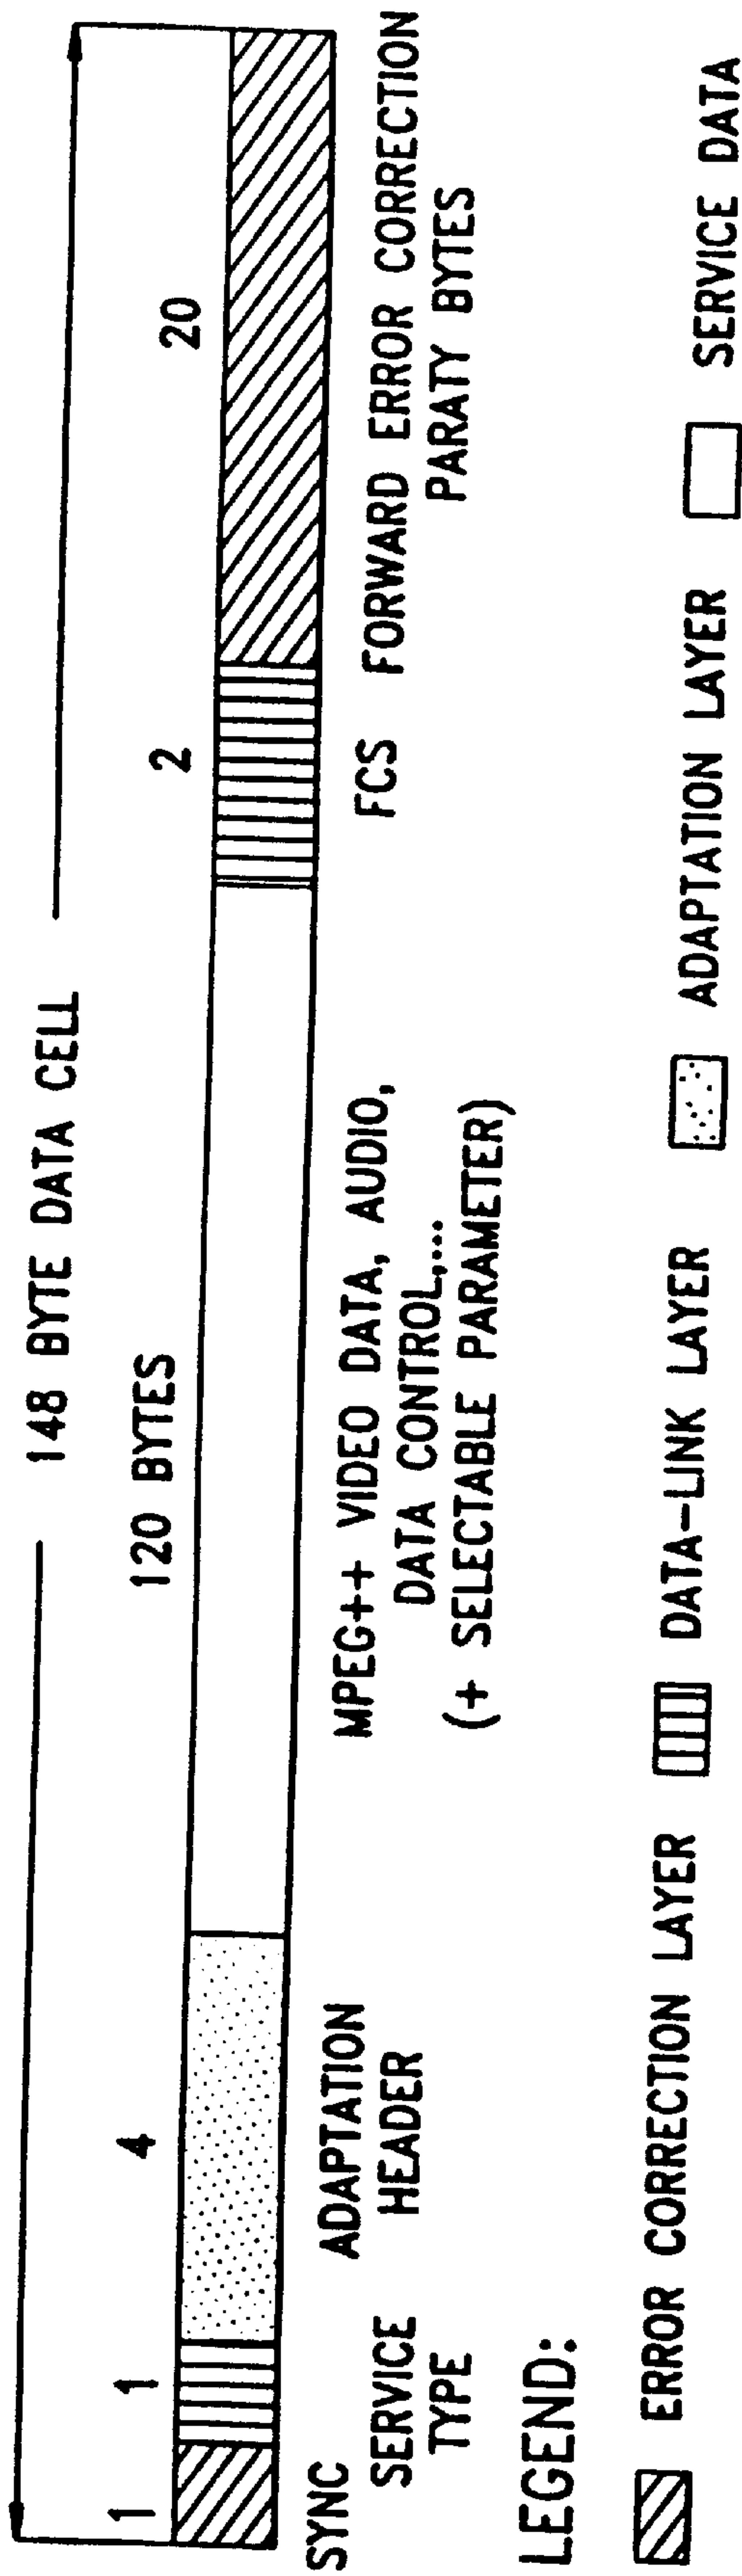 148 BYTE DATA CELL
1 1 4 120 BYTES 2 20
SYNC
SERVICE
TYPE
ADAPTATION
HEADER
MPEG++ VIDEO DATA, AUDIO,
DATA CONTROL,...
(+ SELECTABLE PARAMETER)
FCS
FORWARD ERROR CORRECTION
PARATY BYTES
LEGEND:
ERROR CORRECTION LAYER
DATA-LINK LAYER
ADAPTATION LAYER
SERVICE DATA